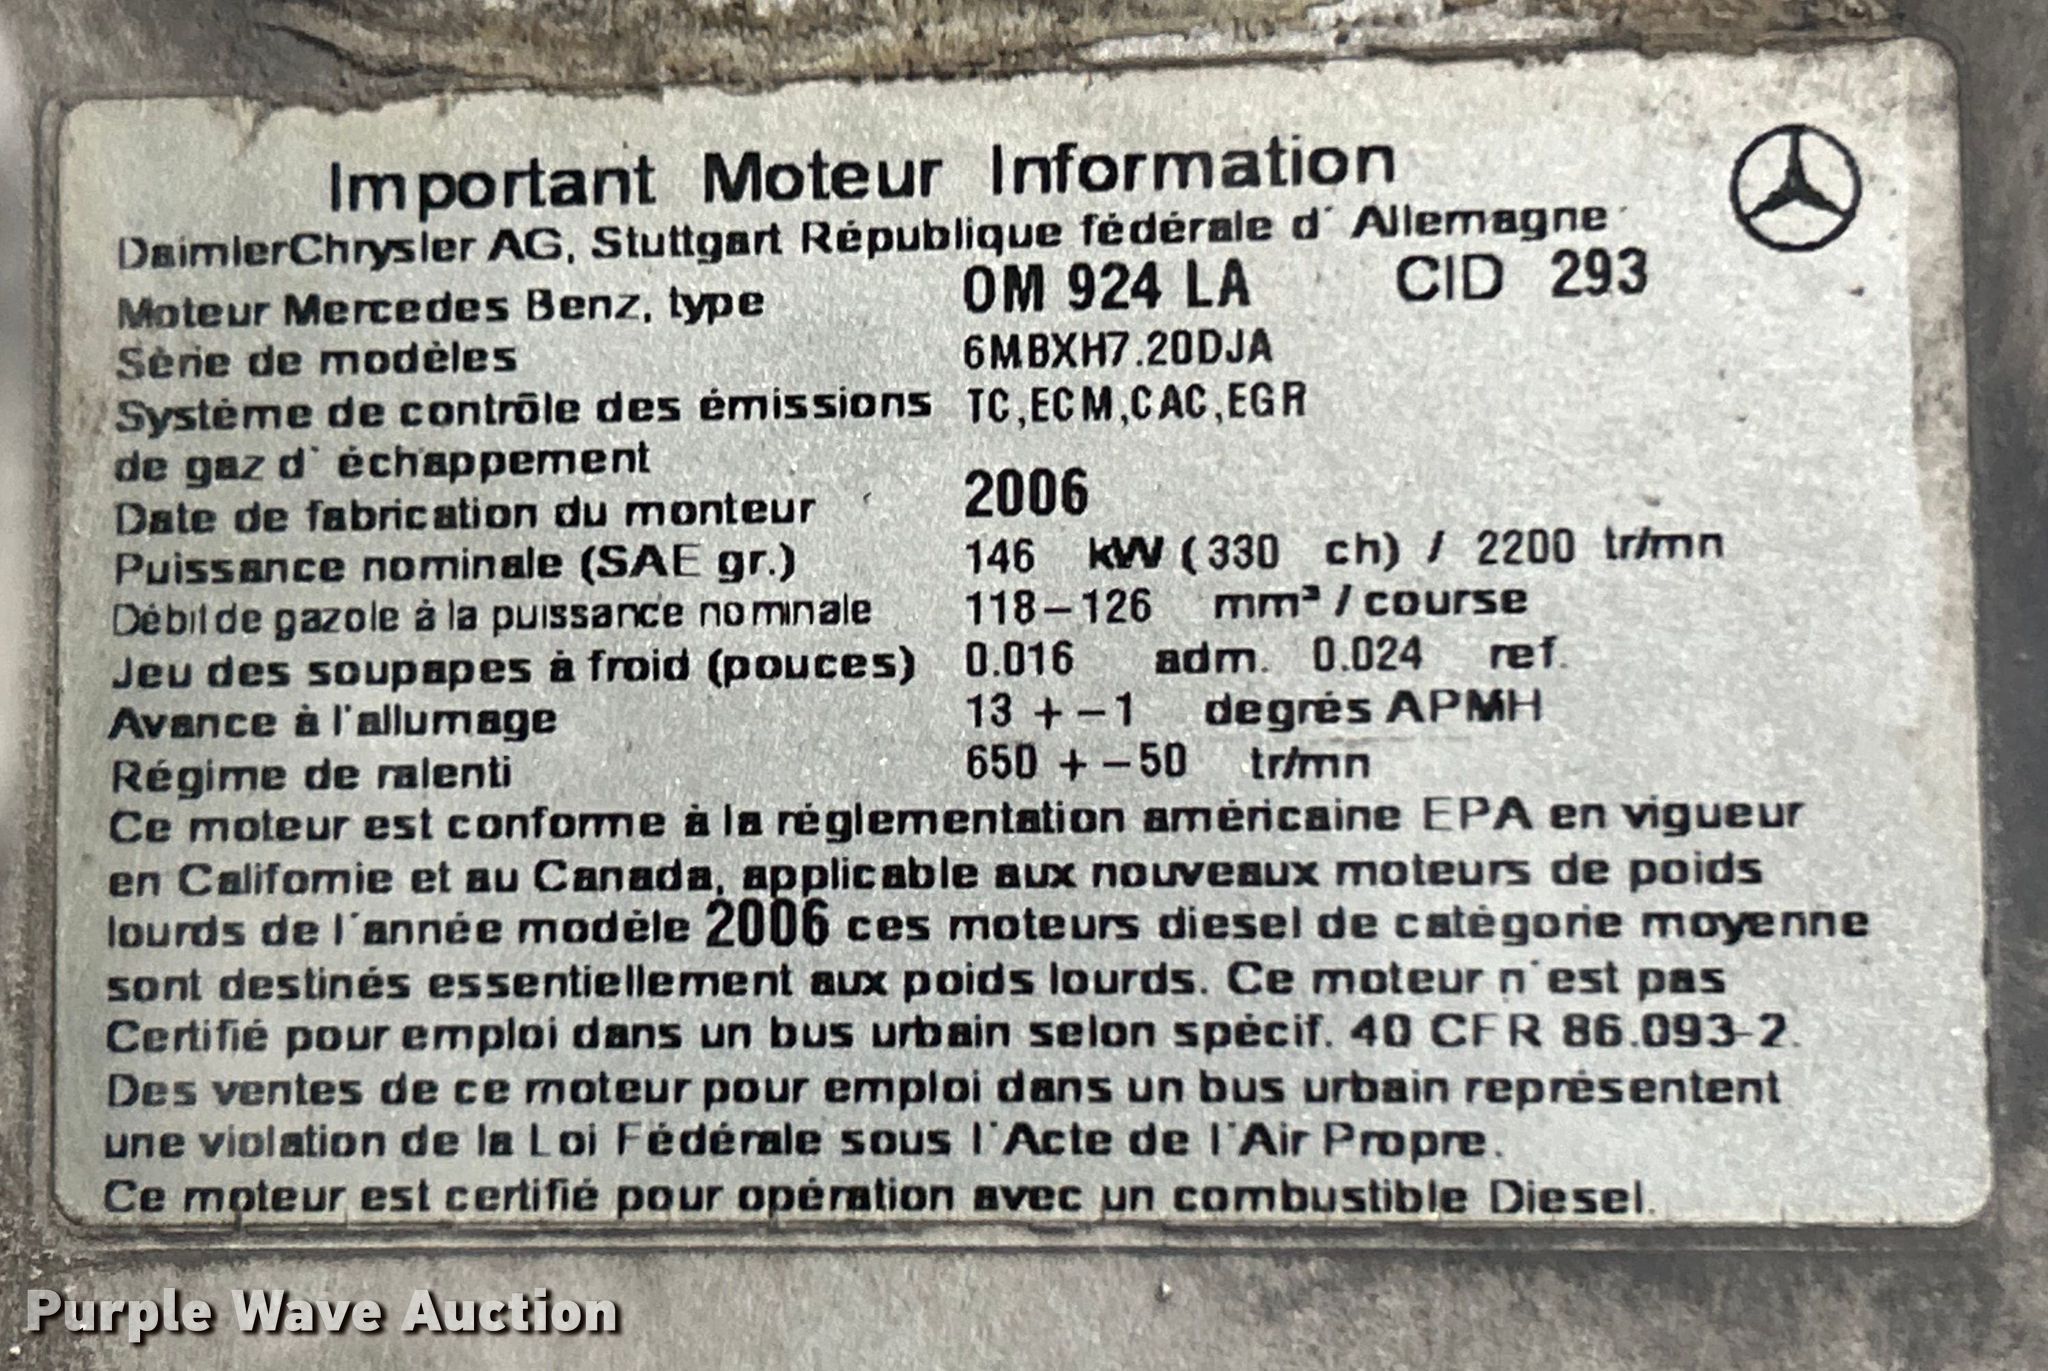 Important Moteur Information
DaimlerChrysler AG, Stuttgart République fédérale d' Allemagne
Moteur Mercedes Benz, type OM 924 LA CID 293
Série de modèles 6MBXH7.20DJA
Système de contrôle des émissions TC,ECM,CAC,EGR
de gaz d' échappement
Date de fabrication du monteur 2006
Puissance nominale (SAE gr.) 146 kW (330 ch) / 2200 tr/mn
Débit de gazole à la puissance nominale 118-126 mm³ / course
Jeu des soupapes à froid (pouces) 0.016 adm. 0.024 ref.
Avance à l'allumage 13 +-1 degrés APMH
Régime de ralenti 650 +-50 tr/mn
Ce moteur est conforme à la réglementation américaine EPA en vigueur
en Californie et au Canada, applicable aux nouveaux moteurs de poids
lourds de l'année modèle 2006 ces moteurs diesel de catégorie moyenne
sont destinés essentiellement aux poids lourds. Ce moteur n'est pas
Certifié pour emploi dans un bus urbain selon spécif. 40 CFR 86.093-2.
Des ventes de ce moteur pour emploi dans un bus urbain représentent
une violation de la Loi Fédérale sous l'Acte de l'Air Propre.
Ce moteur est certifié pour opération avec un combustible Diesel.
Purple Wave Auction